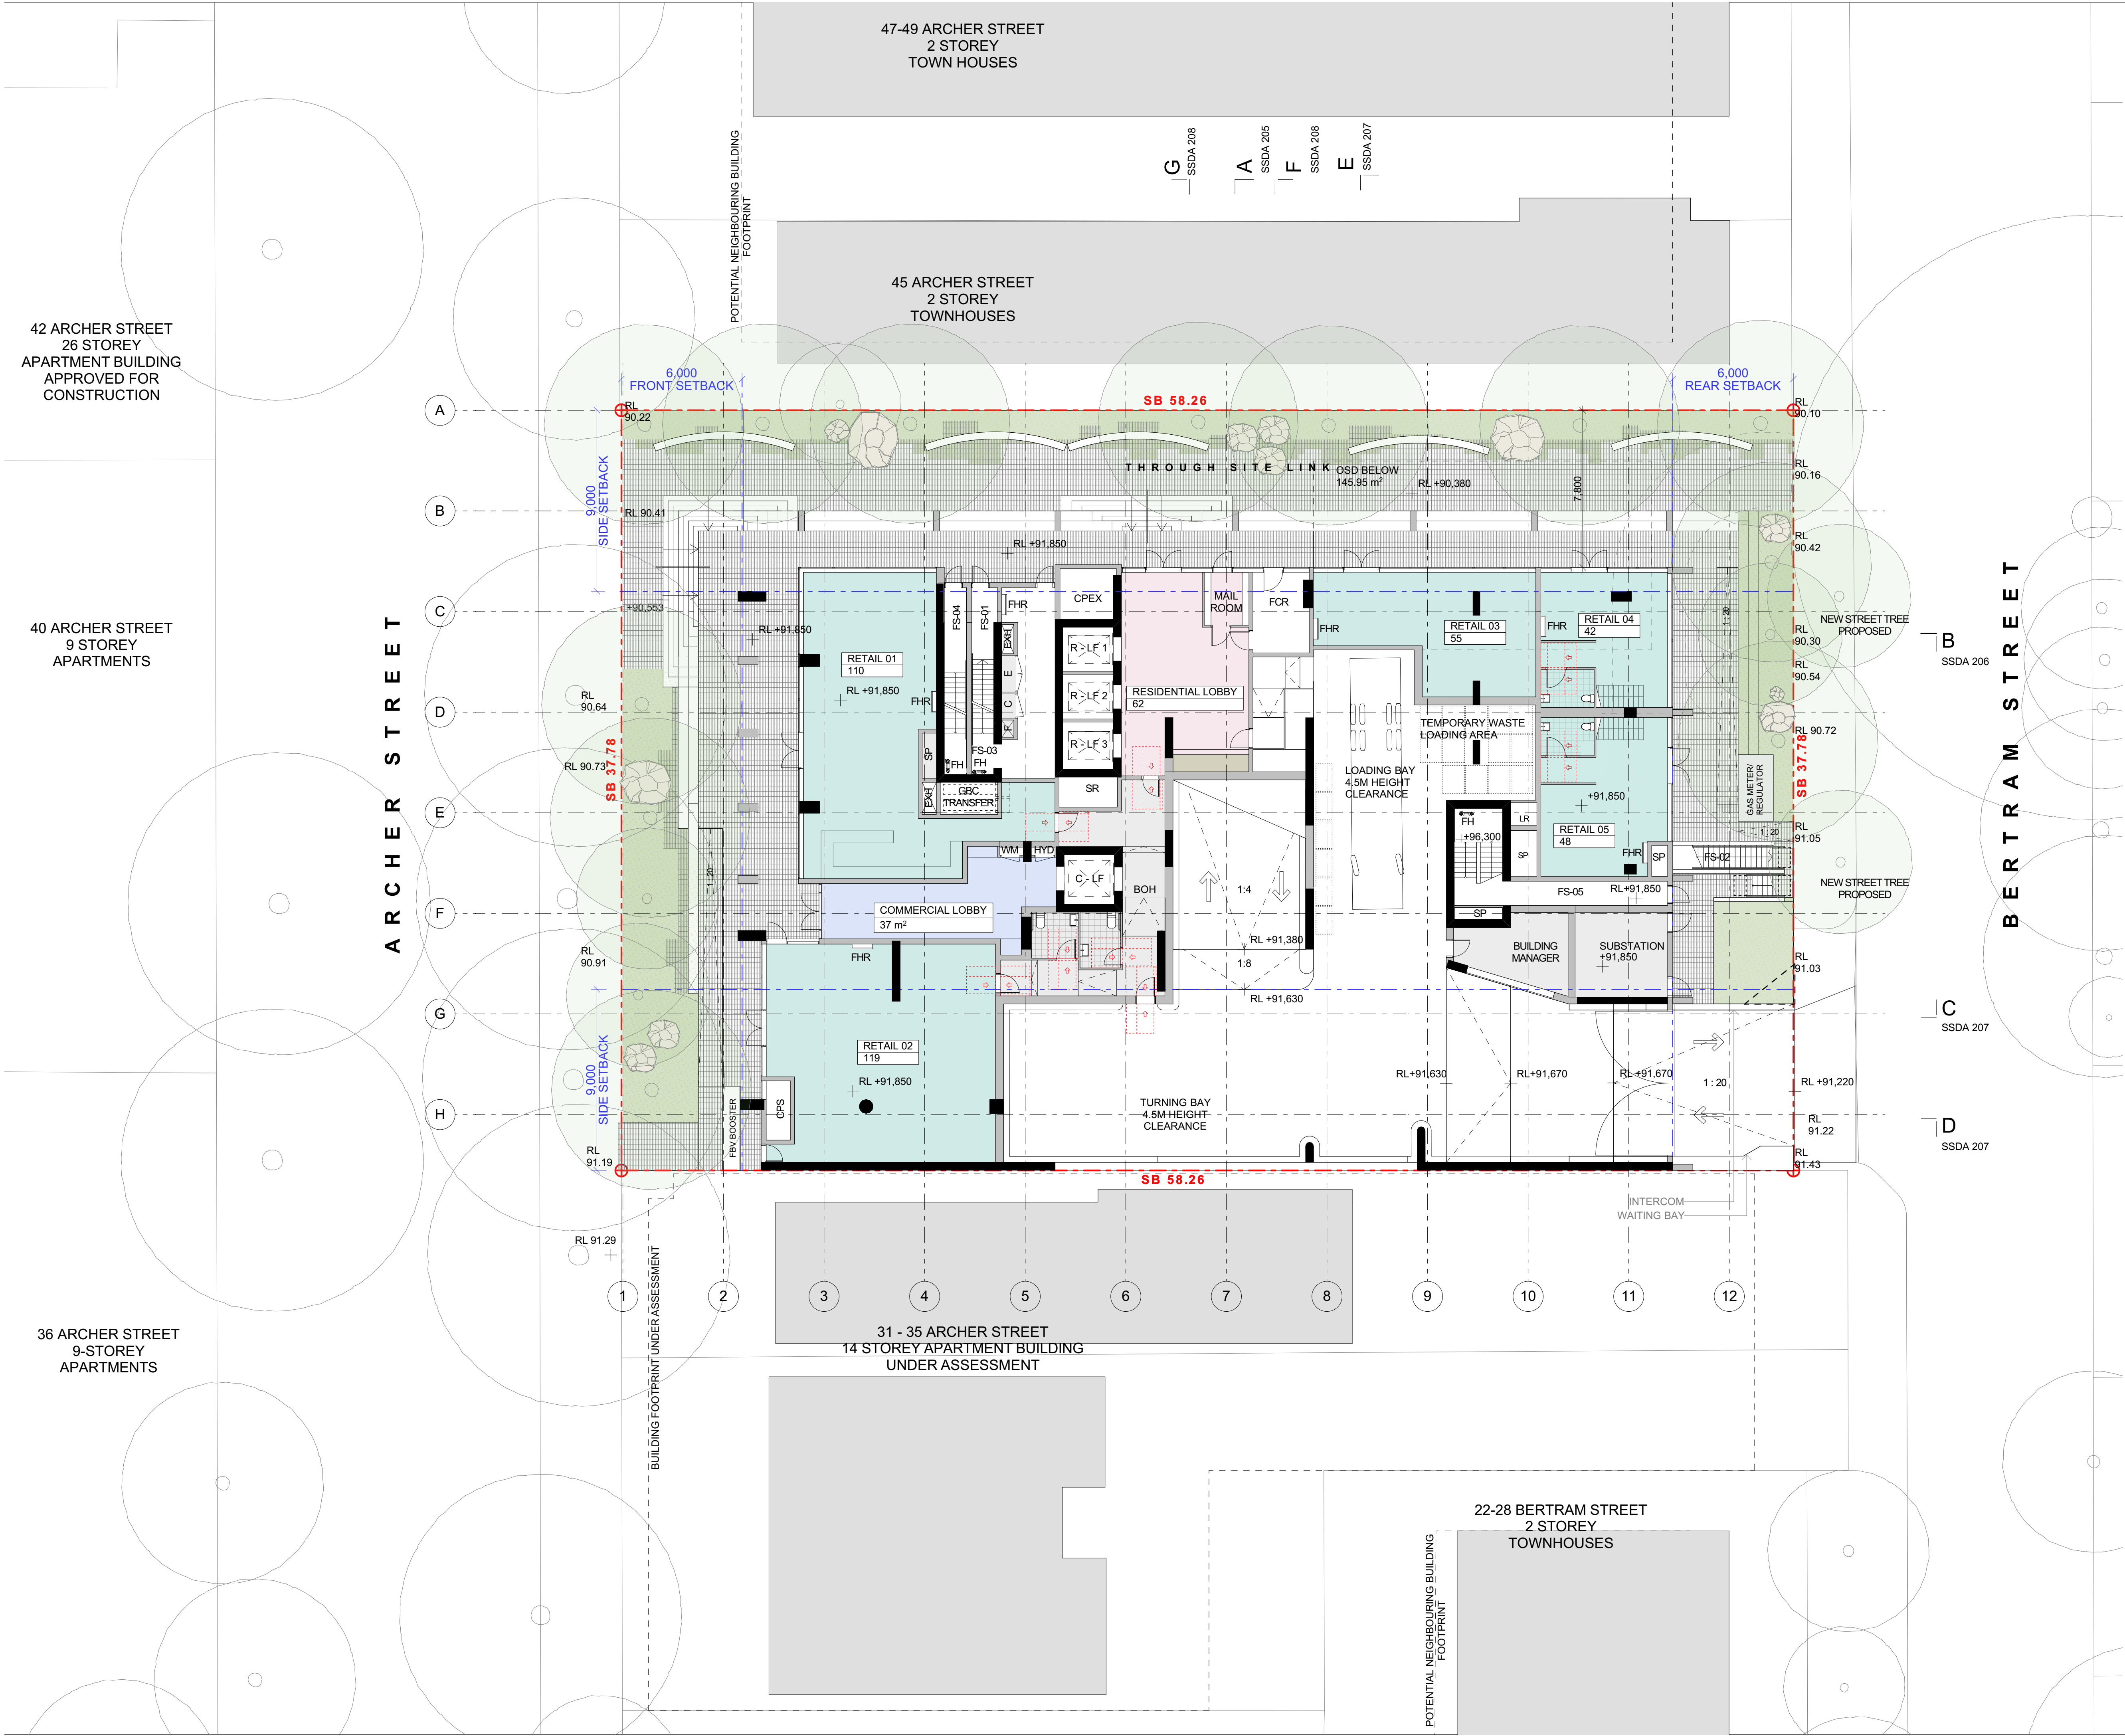 47-49 ARCHER STREET
2 STOREY
TOWN HOUSES
POTENTIAL NEIGHBOURING BUILDING
FOOTPRINT
G
SSDA 208
A
SSDA 205
F
SSDA 208
E
SSDA 207
45 ARCHER STREET
2 STOREY
TOWNHOUSES
42 ARCHER STREET
26 STOREY
APARTMENT BUILDING
APPROVED FOR
CONSTRUCTION
40 ARCHER STREET
9 STOREY
APARTMENTS
36 ARCHER STREET
9-STOREY
APARTMENTS
ARCHER STREET
BERTRAM STREET
6,000
FRONT SETBACK
6,000
REAR SETBACK
SB 58.26
A
B
C
D
E
F
G
H
RL
90.22
RL
90.10
9,000
SIDE SETBACK
THROUGH SITE LINK
OSD BELOW
145.95 m²
RL +90,380
7,800
RL
90.16
RL 90.41
RL +91,850
RL
90.42
+90,553
RL +91,850
FS-04
FS-01
FHR
CPEX
MAIL
ROOM
FCR
FHR
RETAIL 03
55
FHR
RETAIL 04
42
1:20
RL
90.30
NEW STREET TREE
PROPOSED
B
SSDA 206
RETAIL 01
110
RL +91,850
FHR
EXH
E
C
F
R - LF 1
R - LF 2
R - LF 3
RESIDENTIAL LOBBY
62
RL
90.54
RL
90.64
TEMPORARY WASTE
LOADING AREA
RL 90.72
SB 37.78
RL 90.73
SB 37.78
SP
FS-03
FH
FH
EXH
GBC
TRANSFER
SR
LOADING BAY
4.5M HEIGHT
CLEARANCE
+91,850
GAS METER/
REGULATOR
RL
91.05
1 : 20
FH
+96,300
LR
SP
RETAIL 05
48
FHR
SP
FS-02
WM
HYD
C - LF
BOH
1:4
1 : 20
FS-05
RL+91,850
NEW STREET TREE
PROPOSED
COMMERCIAL LOBBY
37 m²
SP
RL
90.91
FHR
RL +91,380
1:8
BUILDING
MANAGER
SUBSTATION
+91,850
RL
91.03
RL +91,630
C
SSDA 207
RETAIL 02
119
RL +91,850
RL+91,630
RL+91,670
RL+91,670
1 : 20
RL +91,220
9,000
SIDE SETBACK
FBV BOOSTER
CPS
TURNING BAY
4.5M HEIGHT
CLEARANCE
RL
91.22
D
SSDA 207
RL
91.19
RL
91.43
SB 58.26
INTERCOM
WAITING BAY
RL 91.29
BUILDING FOOTPRINT UNDER ASSESSMENT
1
2
3
4
5
6
7
8
9
10
11
12
31 - 35 ARCHER STREET
14 STOREY APARTMENT BUILDING
UNDER ASSESSMENT
22-28 BERTRAM STREET
2 STOREY
TOWNHOUSES
POTENTIAL NEIGHBOURING BUILDING
FOOTPRINT